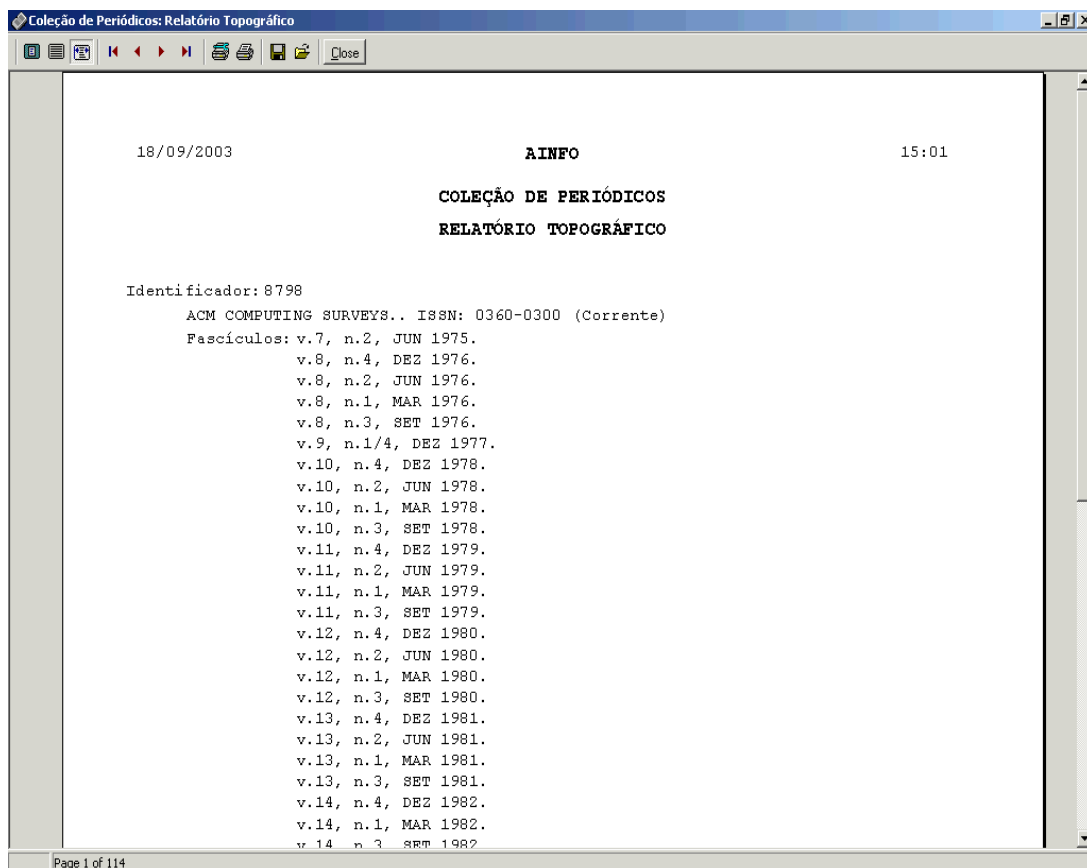 Coleção de Periódicos: Relatório Topográfico
Close
18/09/2003 AINFO 15:01
COLEÇÃO DE PERIÓDICOS
RELATÓRIO TOPOGRÁFICO
Identificador: 8798
ACM COMPUTING SURVEYS.. ISSN: 0360-0300 (Corrente)
Fascículos: v.7, n.2, JUN 1975.
v.8, n.4, DEZ 1976.
v.8, n.2, JUN 1976.
v.8, n.1, MAR 1976.
v.8, n.3, SET 1976.
v.9, n.1/4, DEZ 1977.
v.10, n.4, DEZ 1978.
v.10, n.2, JUN 1978.
v.10, n.1, MAR 1978.
v.10, n.3, SET 1978.
v.11, n.4, DEZ 1979.
v.11, n.2, JUN 1979.
v.11, n.1, MAR 1979.
v.11, n.3, SET 1979.
v.12, n.4, DEZ 1980.
v.12, n.2, JUN 1980.
v.12, n.1, MAR 1980.
v.12, n.3, SET 1980.
v.13, n.4, DEZ 1981.
v.13, n.2, JUN 1981.
v.13, n.1, MAR 1981.
v.13, n.3, SET 1981.
v.14, n.4, DEZ 1982.
v.14, n.1, MAR 1982.
v.14, n.3, SET 1982
Page 1 of 114